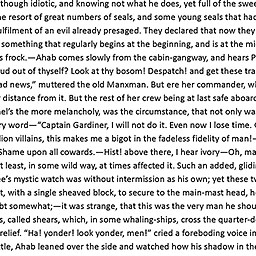 though idiotic, and knowing not what he does, yet full of the swee
he resort of great numbers of seals, and some young seals that had
ulfilment of an evil already presaged. They declared that now they
something that regularly begins at the beginning, and is at the mi
s frock.—Ahab comes slowly from the cabin-gangway, and hears P
ud out of thyself? Look at thy bosom! Despatch! and get these tra
ad news," muttered the old Manxman. But ere her commander, wh
distance from it. But the rest of her crew being at last safe aboar
nel's the more melancholy, was the circumstance, that not only wa
ry word—"Captain Gardiner, I will not do it. Even now I lose time. G
lion villains, this makes me a bigot in the fadeless fidelity of man!—
Shame upon all cowards.—Hist! above there, I hear ivory—Oh, ma
t least, in some wild way, at times affected it. Such an added, glidi
ee's mystic watch was without intermission as his own; yet these tw
t, with a single sheaved block, to secure to the main-mast head, h
bt somewhat;—it was strange, that this was the very man he shou
s, called shears, which, in some whaling-ships, cross the quarter-d
relief. "Ha! yonder! look yonder, men!" cried a foreboding voice in
ttle, Ahab leaned over the side and watched how his shadow in the